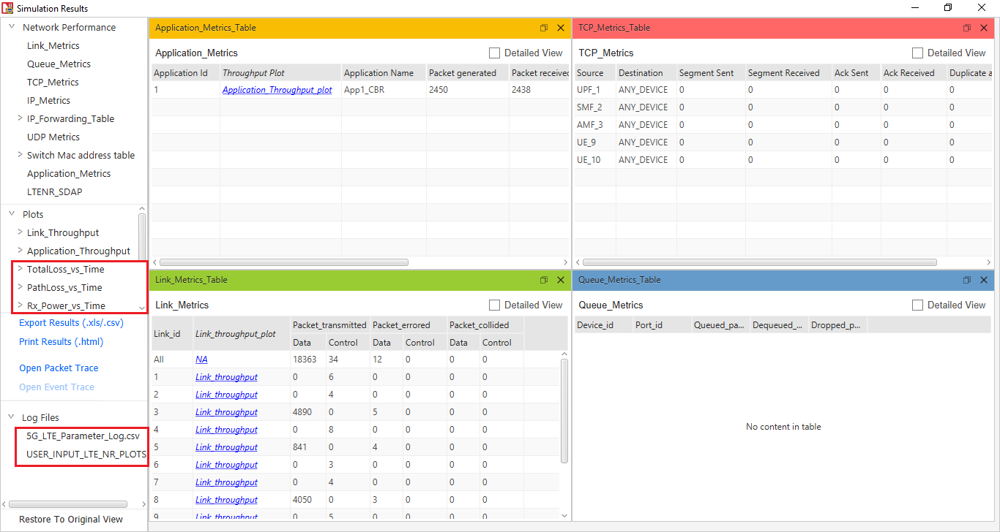 Simulation Results
Network Performance
Link_Metrics
Queue_Metrics
TCP_Metrics
IP_Metrics
IP_Forwarding_Table
UDP Metrics
Switch Mac address table
Application_Metrics
LTENR_SDAP
Plots
Link_Throughput
Application_Throughput
TotalLoss_vs_Time
PathLoss_vs_Time
Rx_Power_vs_Time
Export Results (.xls/.csv)
Print Results (.html)
Open Packet Trace
Open Event Trace
Log Files
5G_LTE_Parameter_Log.csv
USER_INPUT_LTE_NR_PLOTS
Restore To Original View
Application_Metrics_Table
Application_Metrics Detailed View
Application Id Throughput Plot Application Name Packet generated Packet received
1 Application_Throughput_plot App1_CBR 2450 2438
TCP_Metrics_Table
TCP_Metrics Detailed View
Source Destination Segment Sent Segment Received Ack Sent Ack Received Duplicate a
UPF_1 ANY_DEVICE 0 0 0 0 0
SMF_2 ANY_DEVICE 0 0 0 0 0
AMF_3 ANY_DEVICE 0 0 0 0 0
UE_9 ANY_DEVICE 0 0 0 0 0
UE_10 ANY_DEVICE 0 0 0 0 0
Link_Metrics_Table
Link_Metrics Detailed View
Link_id Link_throughput_plot Packet_transmitted Packet_errored Packet_collided
Data Control Data Control Data Control
All NA 18363 34 12 0 0 0
1 Link_throughput 0 6 0 0 0 0
2 Link_throughput 0 4 0 0 0 0
3 Link_throughput 4890 0 5 0 0 0
4 Link_throughput 0 8 0 0 0 0
5 Link_throughput 841 0 4 0 0 0
6 Link_throughput 0 3 0 0 0 0
7 Link_throughput 0 4 0 0 0 0
8 Link_throughput 4050 0 3 0 0 0
9 Link_throughput 0 5 0 0 0 0
Queue_Metrics_Table
Queue_Metrics Detailed View
Device_id Port_id Queued_pa... Dequeued_... Dropped_p...
No content in table